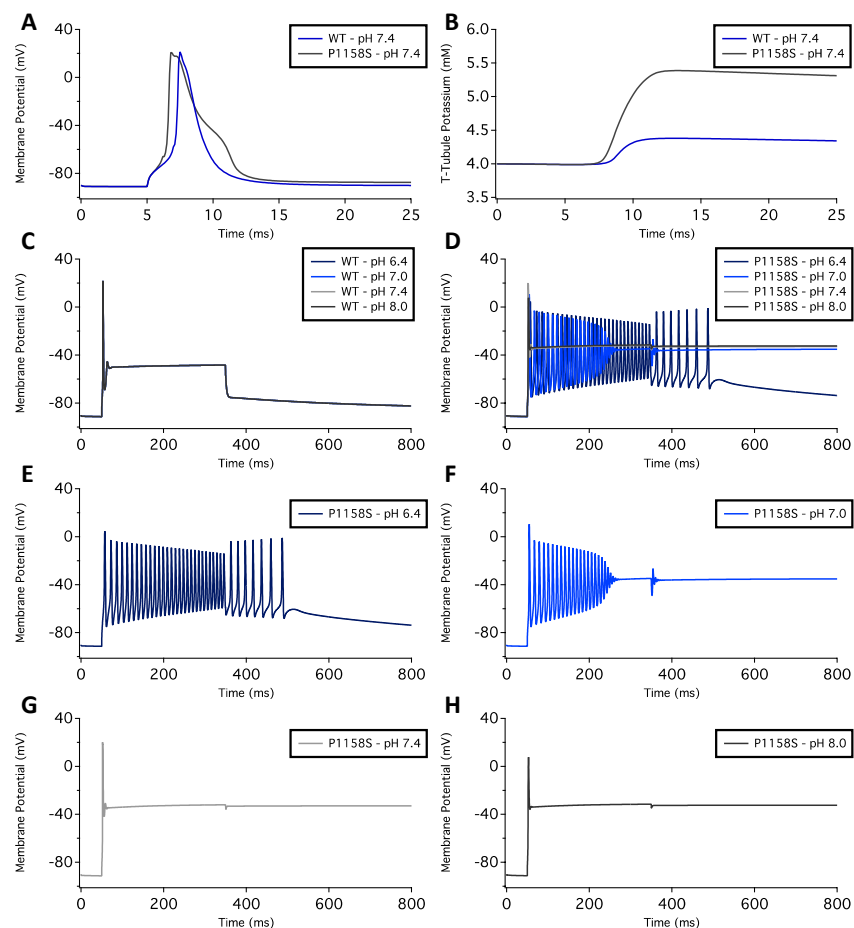 A
Membrane Potential (mV)
40
0
-40
-80
0
5
10
15
20
25
Time (ms)
WT - pH 7.4
P1158S - pH 7.4
B
T-Tubule Potassium (mM)
6.0
5.5
5.0
4.5
4.0
3.5
0
5
10
15
20
25
Time (ms)
WT - pH 7.4
P1158S - pH 7.4
C
Membrane Potential (mV)
40
0
-40
-80
0
200
400
600
800
Time (ms)
WT - pH 6.4
WT - pH 7.0
WT - pH 7.4
WT - pH 8.0
D
Membrane Potential (mV)
40
0
-40
-80
0
200
400
600
800
Time (ms)
P1158S - pH 6.4
P1158S - pH 7.0
P1158S - pH 7.4
P1158S - pH 8.0
E
Membrane Potential (mV)
40
0
-40
-80
0
200
400
600
800
Time (ms)
P1158S - pH 6.4
F
Membrane Potential (mV)
40
0
-40
-80
0
200
400
600
800
Time (ms)
P1158S - pH 7.0
G
Membrane Potential (mV)
40
0
-40
-80
0
200
400
600
800
Time (ms)
P1158S - pH 7.4
H
Membrane Potential (mV)
40
0
-40
-80
0
200
400
600
800
Time (ms)
P1158S - pH 8.0